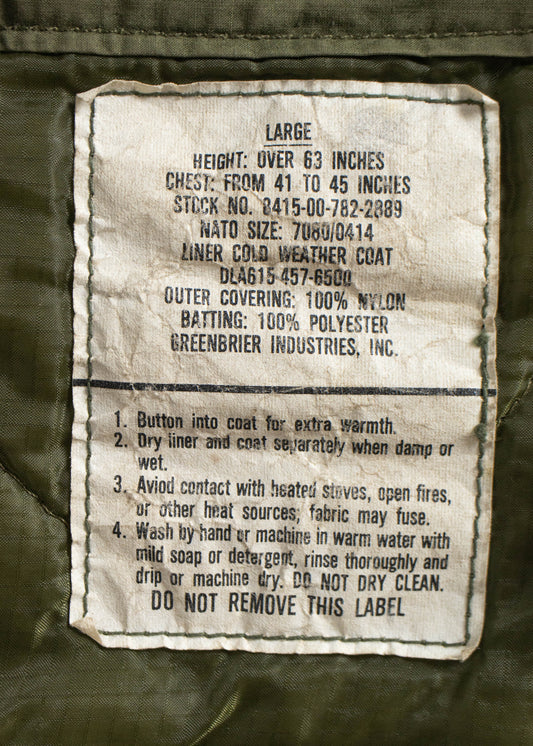 LARGE
HEIGHT: OVER 63 INCHES
CHEST: FROM 41 TO 45 INCHES
STOCK NO. 8415-00-782-2889
NATO SIZE: 7080/0414
LINER COLD WEATHER COAT
DLA615-457-6500
OUTER COVERING: 100% NYLON
BATTING: 100% POLYESTER
GREENBRIER INDUSTRIES, INC.
1. Button into coat for extra warmth.
2. Dry liner and coat separately when damp or
wet.
3. Aviod contact with heated stoves, open fires,
or other heat sources; fabric may fuse.
4. Wash by hand or machine in warm water with
mild soap or detergent, rinse thoroughly and
drip or machine dry. DO NOT DRY CLEAN.
DO NOT REMOVE THIS LABEL